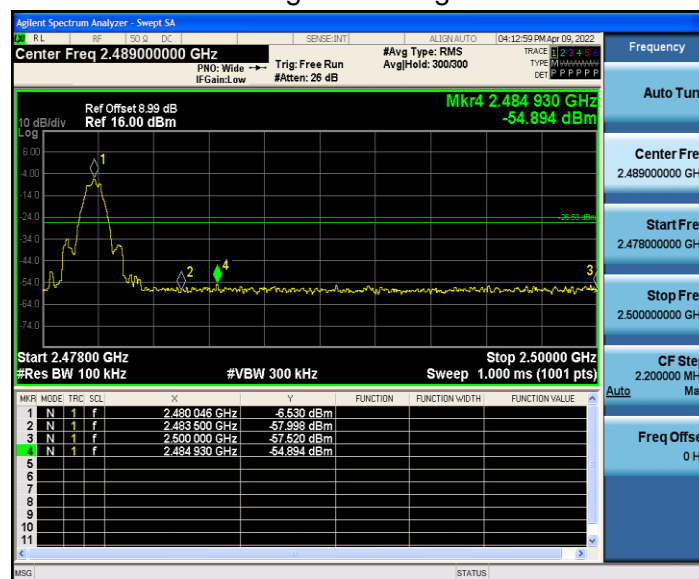 Agilent Spectrum Analyzer - Swept SA
RL RF 50 Ω DC SENSE:INT ALIGNAUTO 04:12:59 PM Apr 09, 2022
Center Freq 2.489000000 GHz
PNO: Wide
IFGain:Low
Trig: Free Run
#Atten: 26 dB
#Avg Type: RMS
Avg|Hold: 300/300
TRACE 1 2 3 4 5 6
TYPE M
DET P P P P P P
Frequency
Auto Tun
Ref Offset 8.99 dB
10 dB/div Ref 16.00 dBm
Log
Mkr4 2.484 930 GHz
-54.894 dBm
6.00
-4.00
-14.0
-24.0
-34.0
-44.0
-54.0
-64.0
-74.0
1
2
4
3
Center Fre
2.489000000 GH
Start Fre
2.478000000 GH
Stop Fre
2.500000000 GH
CF Ste
2.200000 MH
Auto Ma
Freq Offse
0 H
Start 2.47800 GHz Stop 2.50000 GHz
#Res BW 100 kHz #VBW 300 kHz Sweep 1.000 ms (1001 pts)
MKR MODE TRC SCL X Y FUNCTION FUNCTION WIDTH FUNCTION VALUE
1 N 1 f 2.480 046 GHz -6.530 dBm
2 N 1 f 2.483 500 GHz -57.998 dBm
3 N 1 f 2.500 000 GHz -57.520 dBm
4 N 1 f 2.484 930 GHz -54.894 dBm
5
6
7
8
9
10
11
MSG STATUS